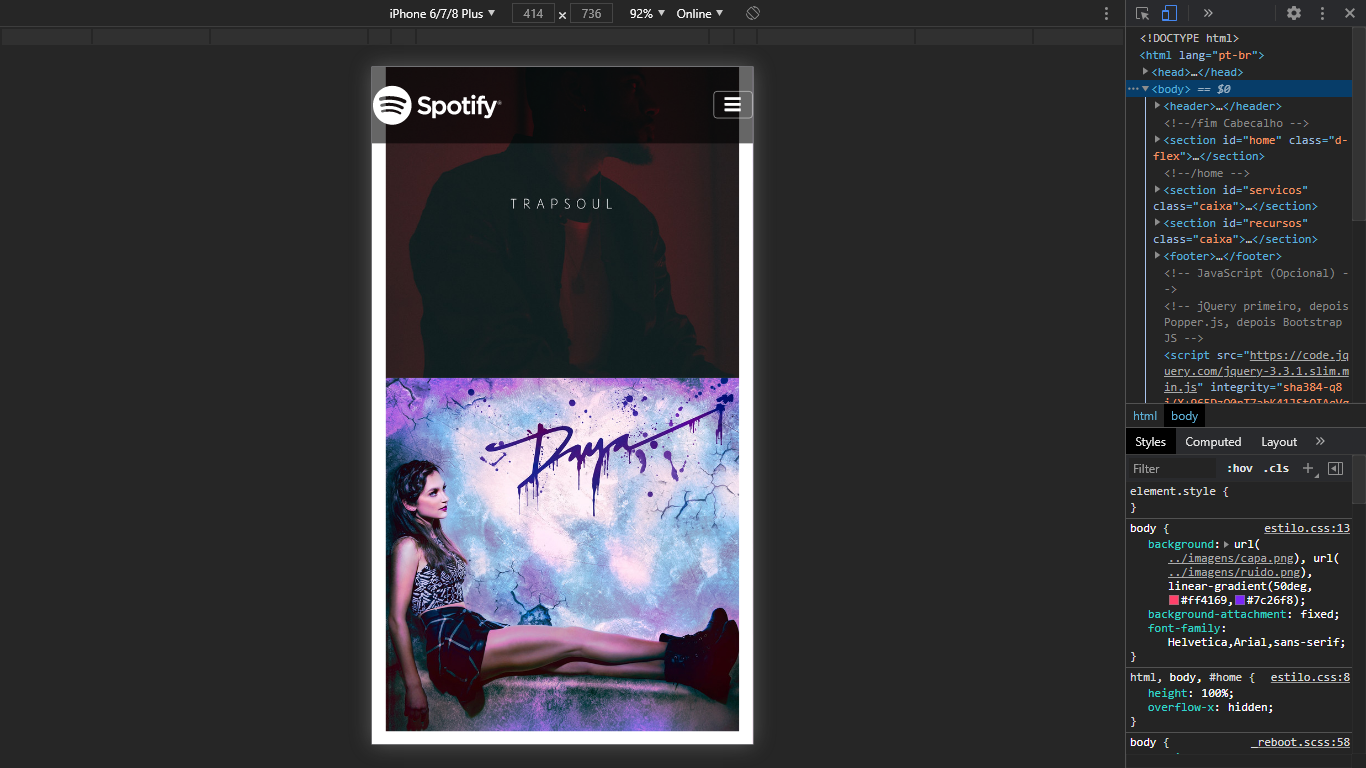 iPhone 6/7/8 Plus ▼ 414 x 736 92% ▼ Online ▼
Spotify
TRAPSOUL
Daya
<!DOCTYPE html>
<html lang="pt-br">
<head>…</head>
<body> == $0
<header>…</header>
<!--/fim Cabecalho -->
<section id="home" class="d-
flex">…</section>
<!--/home -->
<section id="servicos"
class="caixa">…</section>
<section id="recursos"
class="caixa">…</section>
<footer>…</footer>
<!-- JavaScript (Opcional) -
->
<!-- jQuery primeiro, depois
Popper.js, depois Bootstrap
JS -->
<script src="https://code.jq
uery.com/jquery-3.3.1.slim.m
in.js" integrity="sha384-q8
html body
Styles Computed Layout
Filter :hov .cls
element.style {
}
body { estilo.css:13
background: url(
../imagens/capa.png), url(
../imagens/ruido.png),
linear-gradient(50deg,
#ff4169,#7c26f8);
background-attachment: fixed;
font-family:
Helvetica,Arial,sans-serif;
}
html, body, #home { estilo.css:8
height: 100%;
overflow-x: hidden;
}
body { _reboot.scss:58